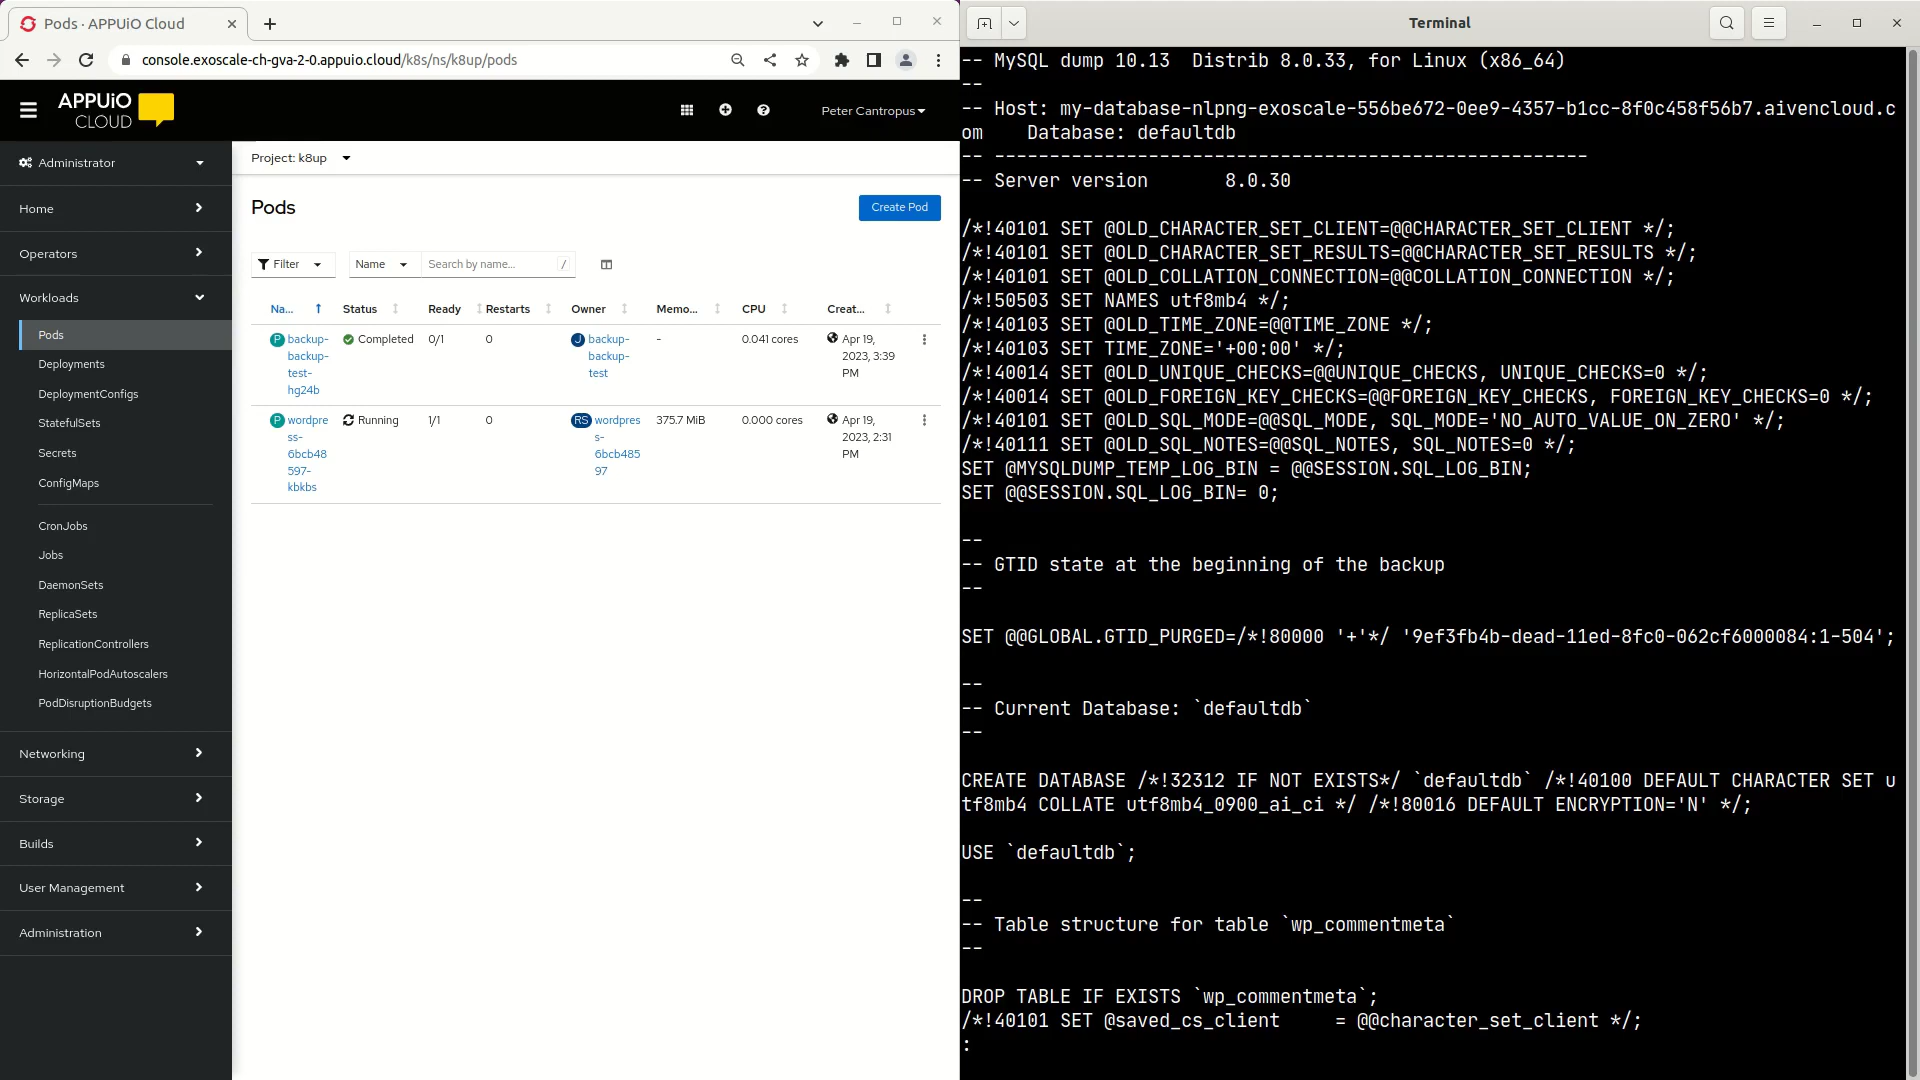 Pods · APPUiO Cloud
console.exoscale-ch-gva-2-0.appuio.cloud/k8s/ns/k8up/pods
APPUiO
CLOUD
Peter Cantropus
Administrator
Home
Operators
Workloads
Pods
Deployments
DeploymentConfigs
StatefulSets
Secrets
ConfigMaps
CronJobs
Jobs
DaemonSets
ReplicaSets
ReplicationControllers
HorizontalPodAutoscalers
PodDisruptionBudgets
Networking
Storage
Builds
User Management
Administration
Project: k8up
Pods
Create Pod
Filter
Name
Search by name...
/
Na... Status Ready Restarts Owner Memo... CPU Creat...
P backup- Completed 0/1 0 J backup- - 0.041 cores Apr 19,
backup- backup- 2023, 3:39
test- test PM
hg24b
P wordpre Running 1/1 0 RS wordpres 375.7 MiB 0.000 cores Apr 19,
ss- s- 2023, 2:31
6bcb48 6bcb485 PM
597- 97
kbkbs
Terminal
-- MySQL dump 10.13  Distrib 8.0.33, for Linux (x86_64)
--
-- Host: my-database-nlpng-exoscale-556be672-0ee9-4357-b1cc-8f0c458f56b7.aivencloud.c
om    Database: defaultdb
-- ------------------------------------------------------
-- Server version       8.0.30
/*!40101 SET @OLD_CHARACTER_SET_CLIENT=@@CHARACTER_SET_CLIENT */;
/*!40101 SET @OLD_CHARACTER_SET_RESULTS=@@CHARACTER_SET_RESULTS */;
/*!40101 SET @OLD_COLLATION_CONNECTION=@@COLLATION_CONNECTION */;
/*!50503 SET NAMES utf8mb4 */;
/*!40103 SET @OLD_TIME_ZONE=@@TIME_ZONE */;
/*!40103 SET TIME_ZONE='+00:00' */;
/*!40014 SET @OLD_UNIQUE_CHECKS=@@UNIQUE_CHECKS, UNIQUE_CHECKS=0 */;
/*!40014 SET @OLD_FOREIGN_KEY_CHECKS=@@FOREIGN_KEY_CHECKS, FOREIGN_KEY_CHECKS=0 */;
/*!40101 SET @OLD_SQL_MODE=@@SQL_MODE, SQL_MODE='NO_AUTO_VALUE_ON_ZERO' */;
/*!40111 SET @OLD_SQL_NOTES=@@SQL_NOTES, SQL_NOTES=0 */;
SET @MYSQLDUMP_TEMP_LOG_BIN = @@SESSION.SQL_LOG_BIN;
SET @@SESSION.SQL_LOG_BIN= 0;
--
-- GTID state at the beginning of the backup
--
SET @@GLOBAL.GTID_PURGED=/*!80000 '+'*/ '9ef3fb4b-dead-11ed-8fc0-062cf6000084:1-504';
--
-- Current Database: `defaultdb`
--
CREATE DATABASE /*!32312 IF NOT EXISTS*/ `defaultdb` /*!40100 DEFAULT CHARACTER SET u
tf8mb4 COLLATE utf8mb4_0900_ai_ci */ /*!80016 DEFAULT ENCRYPTION='N' */;
USE `defaultdb`;
--
-- Table structure for table `wp_commentmeta`
--
DROP TABLE IF EXISTS `wp_commentmeta`;
/*!40101 SET @saved_cs_client     = @@character_set_client */;
: